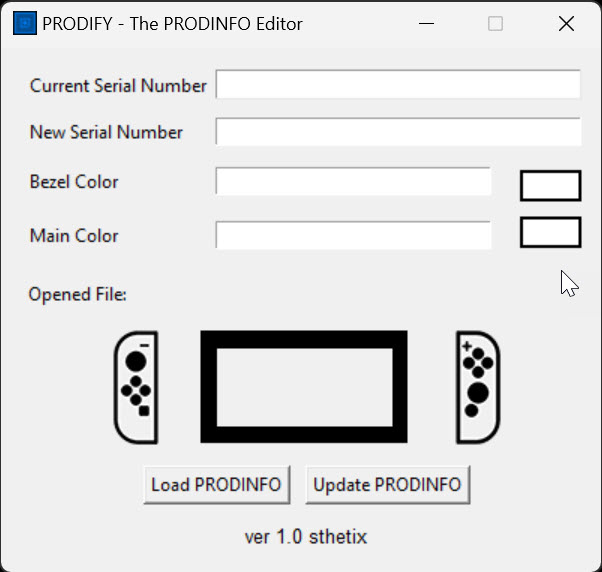 PRODIFY - The PRODINFO Editor
Current Serial Number
New Serial Number
Bezel Color
Main Color
Opened File:
Load PRODINFO Update PRODINFO
ver 1.0 sthetix